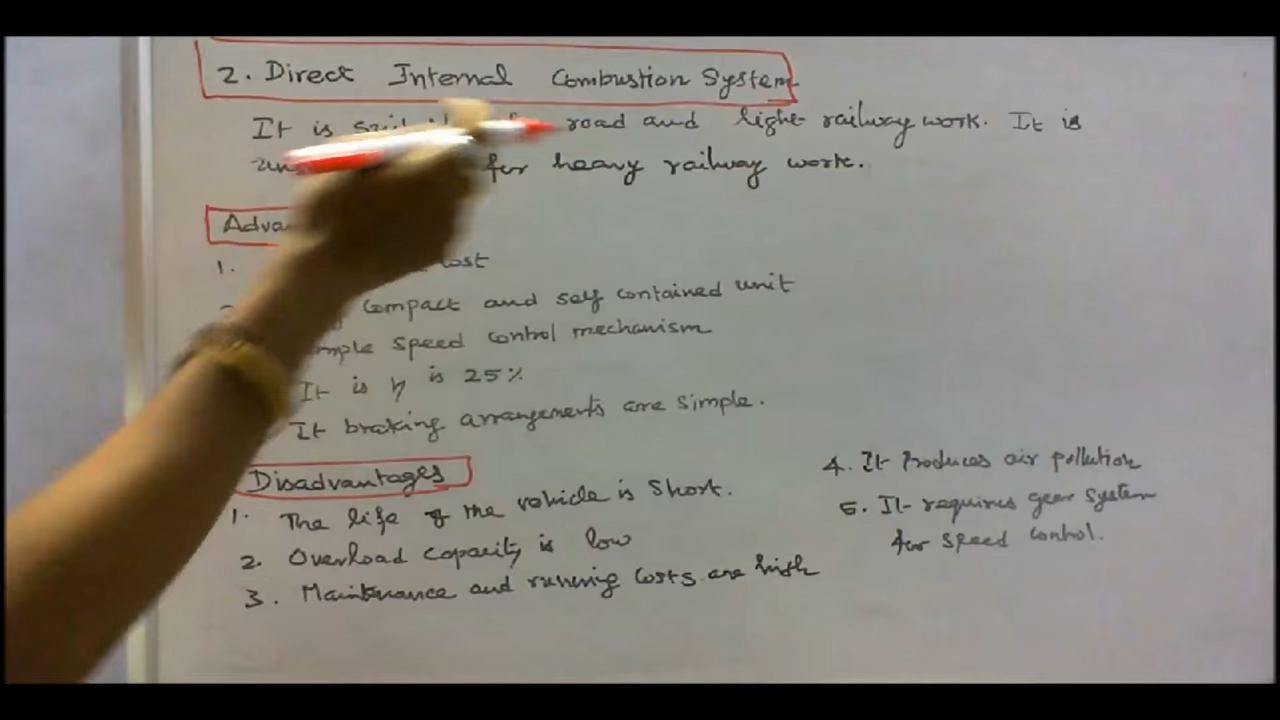 2. Direct Internal Combustion System
It is road and light railway work. It is
for heavy railway work.
1. cost
compact and self contained unit
speed control mechanism
It is η is 25%
It braking arrangements are simple.
Disadvantages
1. The life of the vehicle is short.
2. Overload capacity is low
3. Maintenance and running costs are high
4. It Produces air pollution
5. It requires gear system
for speed control.